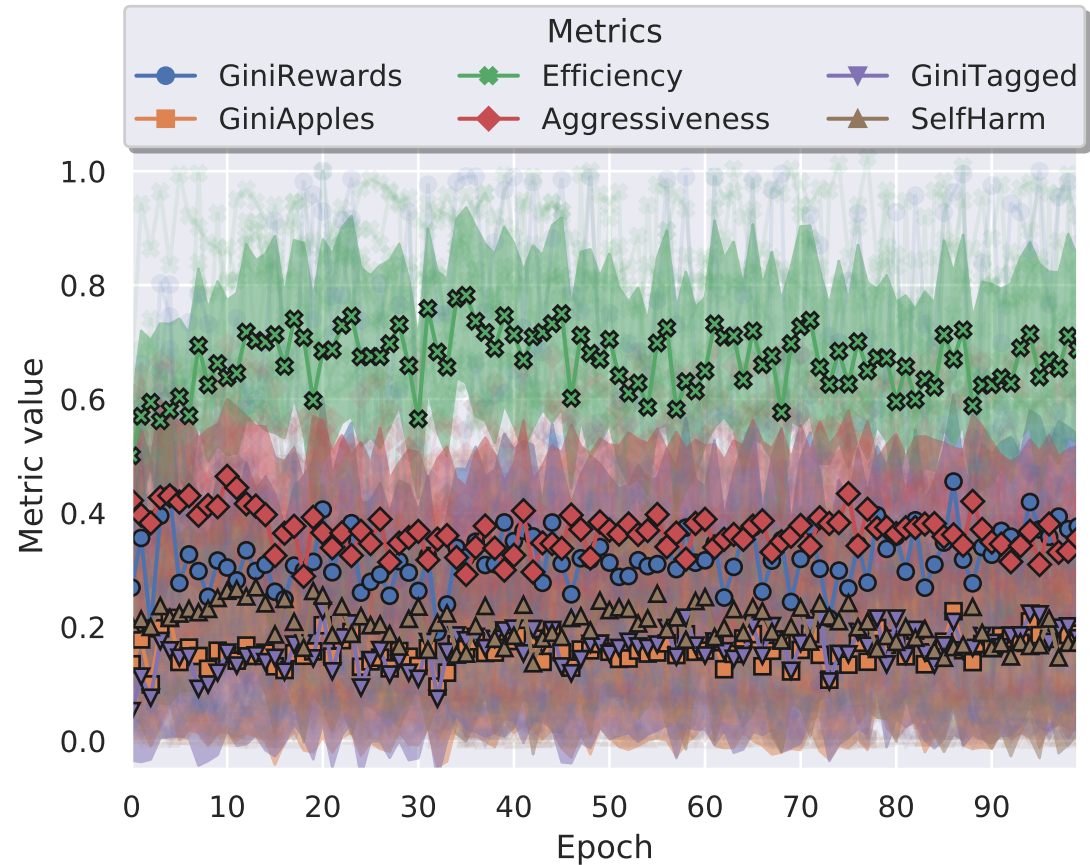 Metrics
GiniRewards Efficiency GiniTagged
GiniApples Aggressiveness SelfHarm
1.0
0.8
0.6
0.4
0.2
0.0
Metric value
0 10 20 30 40 50 60 70 80 90
Epoch